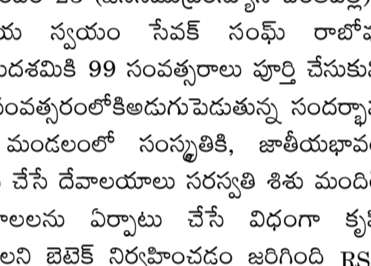 య స్వయం సేవక్ సంఘ్ రాబోవ
దశమికి 99 సంవత్సరాలు పూర్తి చేసుకు
సంవత్సరంలోకిఅడుగుపెడుతున్న సందర్భా
మండలంలో సంస్కృతికి, జాతీయభావ
చేసే దేవాలయాలు సరస్వతి శిశు మంది
లలను ఏర్పాటు చేసే విధంగా కృ
లని బైటెక్ నిర్వహించడం జరిగింది RS